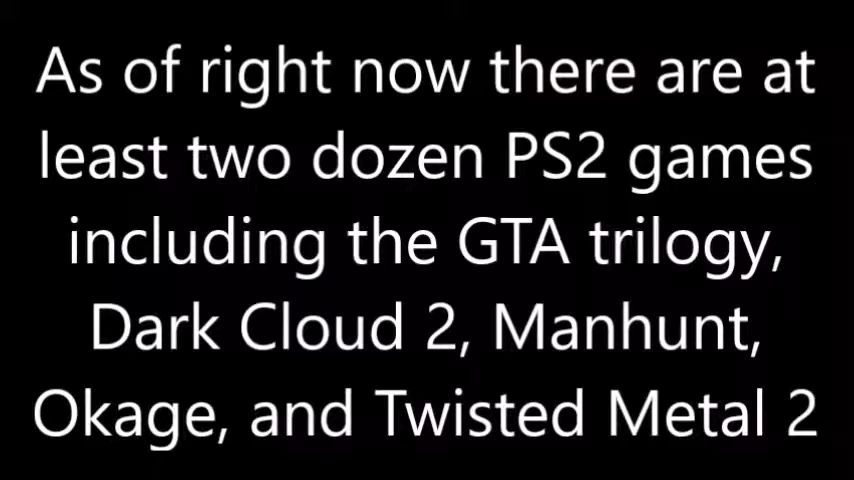 As of right now there are at
least two dozen PS2 games
including the GTA trilogy,
Dark Cloud 2, Manhunt,
Okage, and Twisted Metal 2